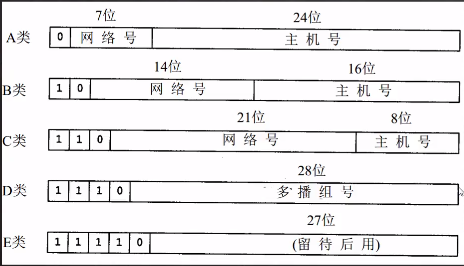 7位 24位
A类 0 网络号 主机号
14位 16位
B类 1 0 网络号 主机号
21位 8位
C类 1 1 0 网络号 主机号
28位
D类 1 1 1 0 多播组号
27位
E类 1 1 1 1 0 (留待后用)